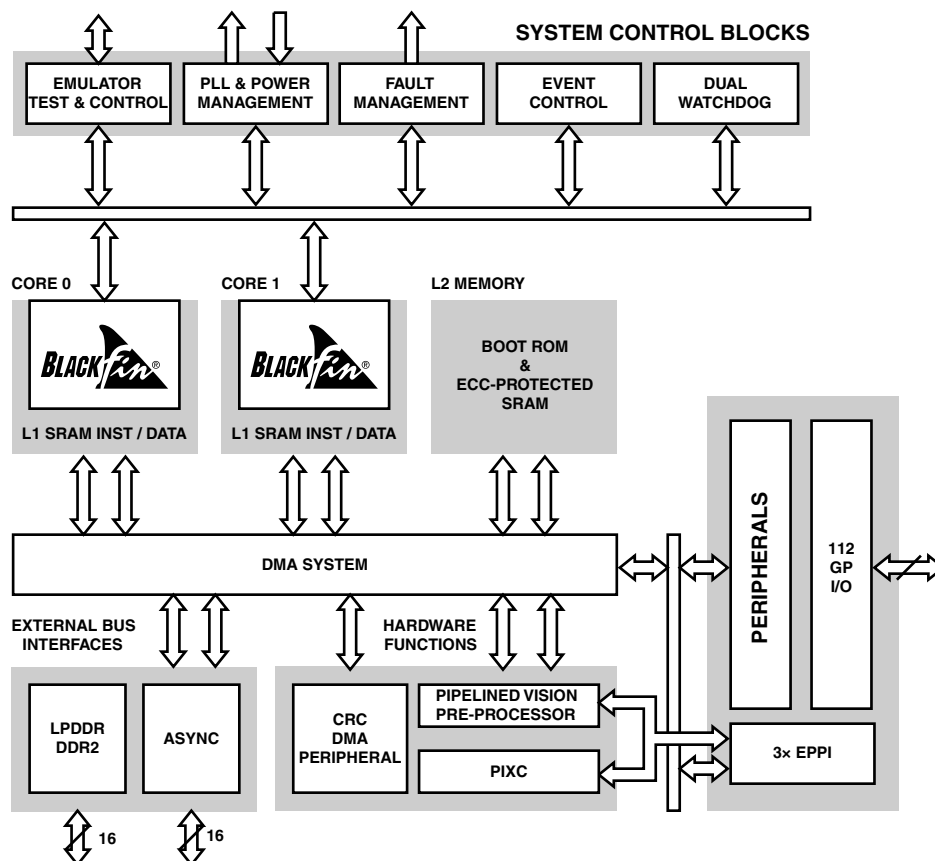 SYSTEM CONTROL BLOCKS
EMULATOR
TEST & CONTROL
PLL & POWER
MANAGEMENT
FAULT
MANAGEMENT
EVENT
CONTROL
DUAL
WATCHDOG
CORE 0
BLACKfin®
L1 SRAM INST / DATA
CORE 1
BLACKfin®
L1 SRAM INST / DATA
L2 MEMORY
BOOT ROM
&
ECC-PROTECTED
SRAM
DMA SYSTEM
PERIPHERALS
112
GP
I/O
EXTERNAL BUS
INTERFACES
LPDDR
DDR2
ASYNC
16
16
HARDWARE
FUNCTIONS
CRC
DMA
PERIPHERAL
PIPELINED VISION
PRE-PROCESSOR
PIXC
3× EPPI